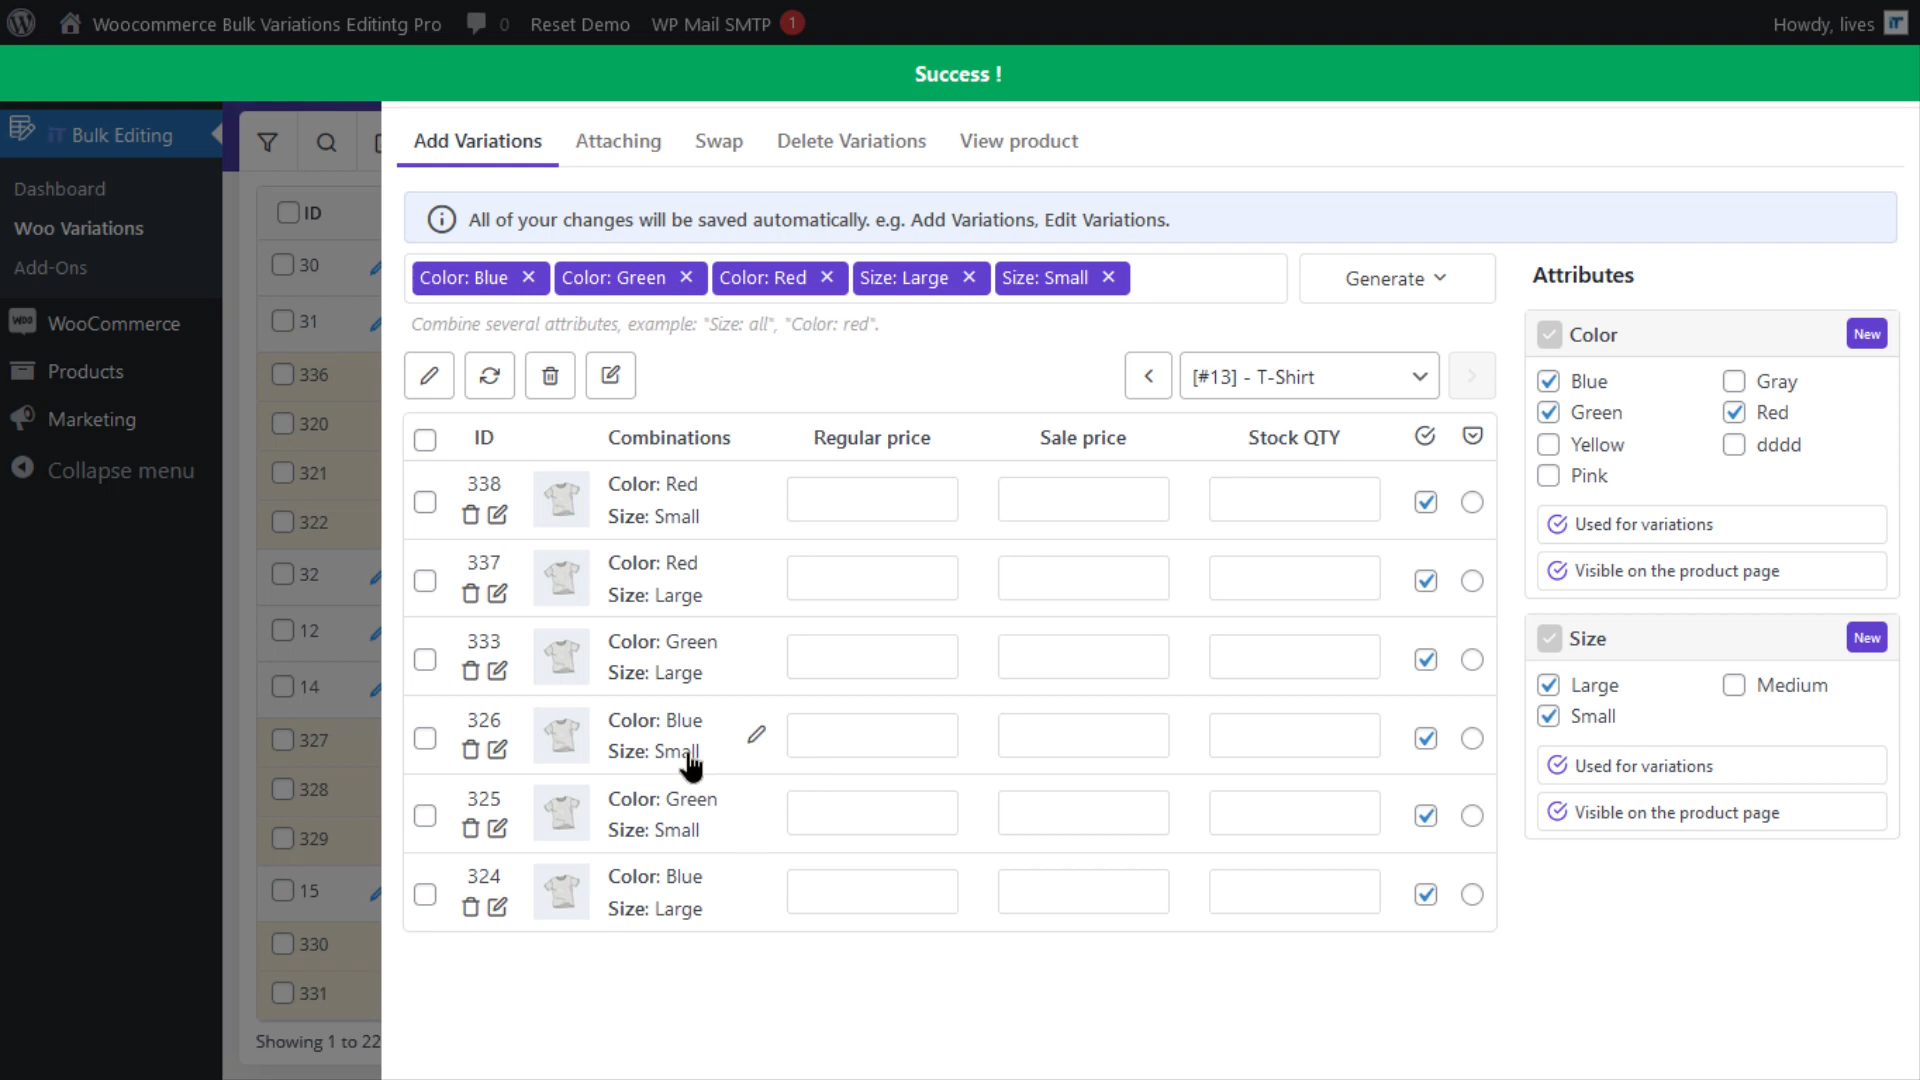 Woocommerce Bulk Variations Editintg Pro 0 Reset Demo WP Mail SMTP 1 Howdy, lives iT
Success !
iT Bulk Editing
Dashboard
Woo Variations
Add-Ons
WOO WooCommerce
Products
Marketing
Collapse menu
ID
30
31
336
320
321
322
32
12
14
327
328
329
15
330
331
Showing 1 to 22
Add Variations Attaching Swap Delete Variations View product
All of your changes will be saved automatically. e.g. Add Variations, Edit Variations.
Color: Blue Color: Green Color: Red Size: Large Size: Small Generate
Combine several attributes, example: "Size: all", "Color: red".
[#13] - T-Shirt
ID Combinations Regular price Sale price Stock QTY
338 Color: Red
Size: Small
337 Color: Red
Size: Large
333 Color: Green
Size: Large
326 Color: Blue
Size: Small
325 Color: Green
Size: Small
324 Color: Blue
Size: Large
Attributes
Color New
Blue Gray
Green Red
Yellow dddd
Pink
Used for variations
Visible on the product page
Size New
Large Medium
Small
Used for variations
Visible on the product page